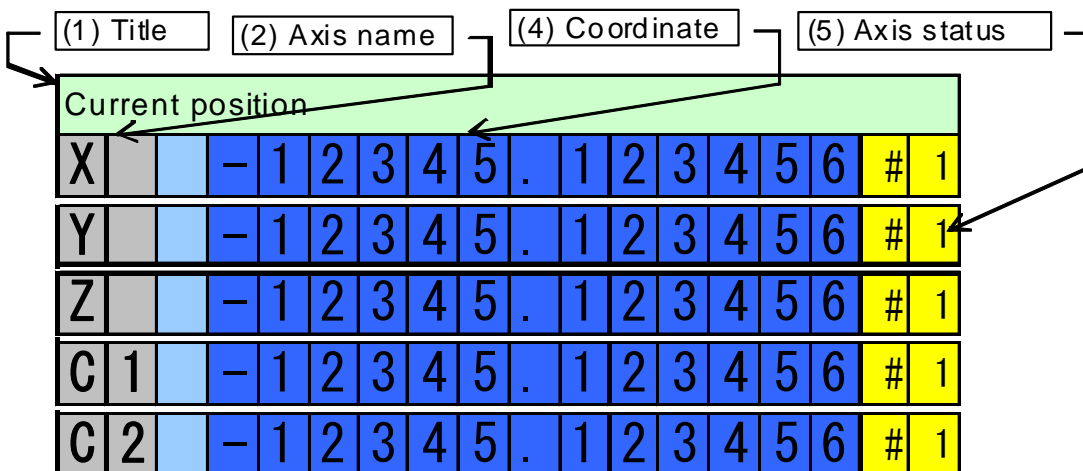 (1) Title (2) Axis name (4) Coordinate (5) Axis status
Current position
X -12345.123456 #1
Y -12345.123456 #1
Z -12345.123456 #1
C1 -12345.123456 #1
C2 -12345.123456 #1